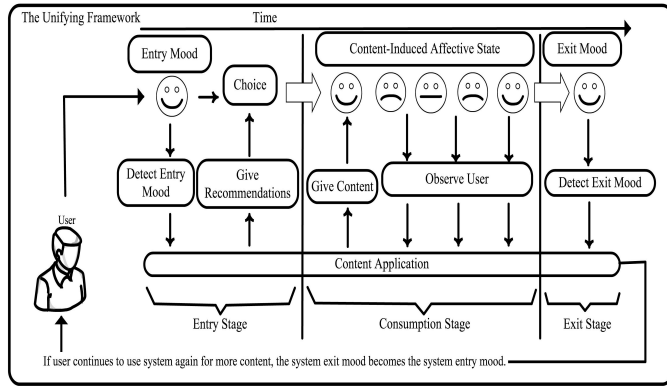 The Unifying Framework
Time
Entry Mood
Content-Induced Affective State
Exit Mood
Choice
Detect Entry
Mood
Give
Recommendations
Give Content
Observe User
Detect Exit Mood
User
Content Application
Entry Stage
Consumption Stage
Exit Stage
If user continues to use system again for more content, the system exit mood becomes the system entry mood.